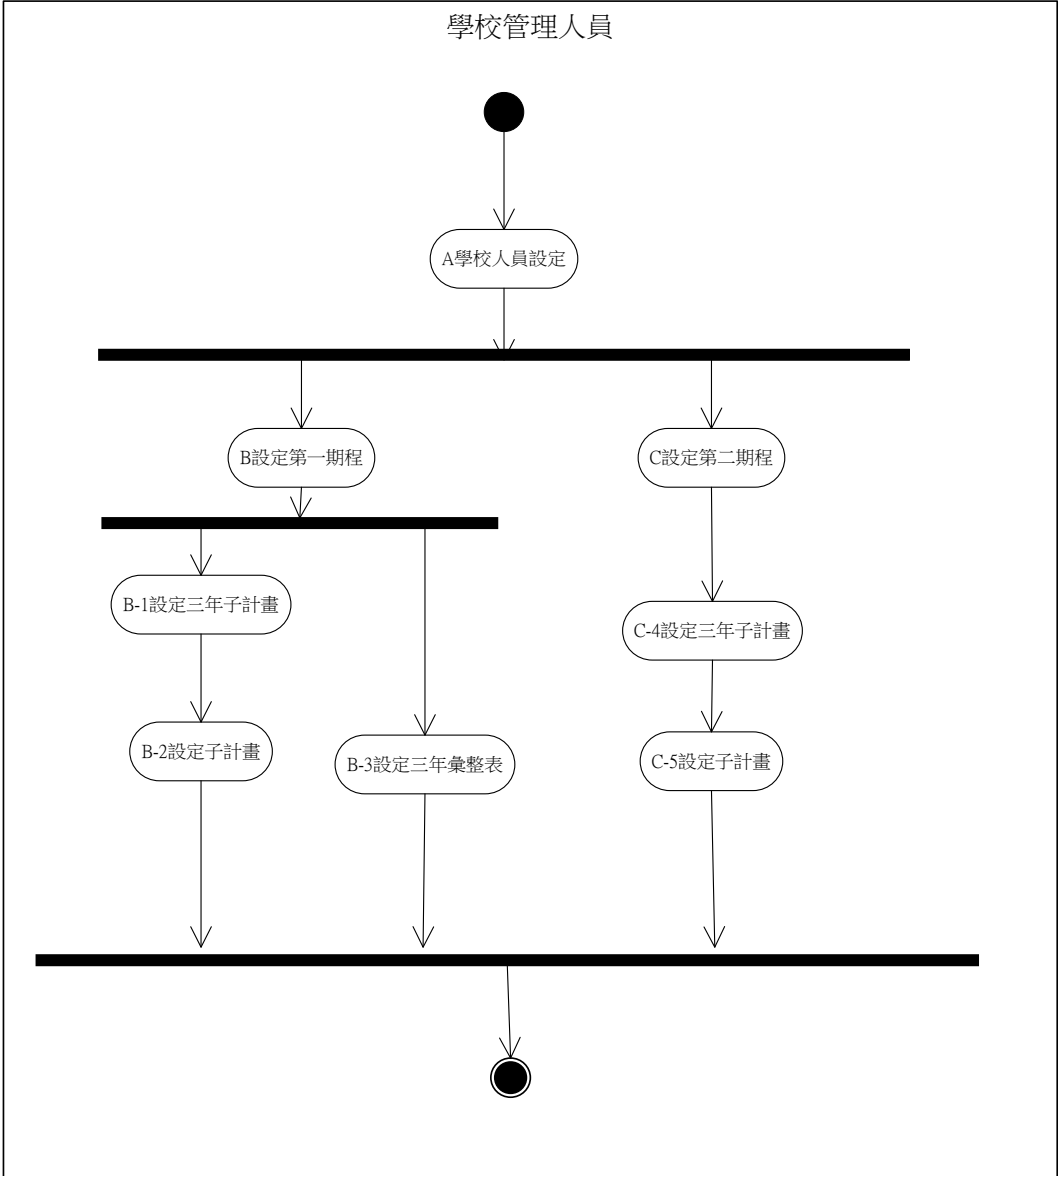 學校管理人員
A學校人員設定
B設定第一期程
C設定第二期程
B-1設定三年子計畫
C-4設定三年子計畫
B-2設定子計畫
B-3設定三年彙整表
C-5設定子計畫